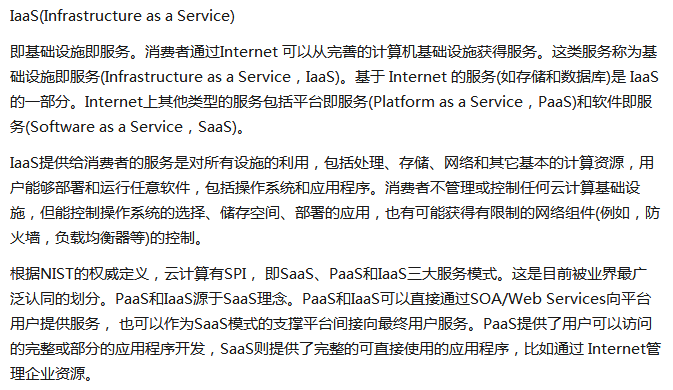 IaaS(Infrastructure as a Service)
即基础设施即服务。消费者通过Internet 可以从完善的计算机基础设施获得服务。这类服务称为基
础设施即服务(Infrastructure as a Service，IaaS)。基于 Internet 的服务(如存储和数据库)是 IaaS
的一部分。Internet上其他类型的服务包括平台即服务(Platform as a Service，PaaS)和软件即服
务(Software as a Service，SaaS)。
IaaS提供给消费者的服务是对所有设施的利用，包括处理、存储、网络和其它基本的计算资源，用
户能够部署和运行任意软件，包括操作系统和应用程序。消费者不管理或控制任何云计算基础设
施，但能控制操作系统的选择、储存空间、部署的应用，也有可能获得有限制的网络组件(例如，防
火墙，负载均衡器等)的控制。
根据NIST的权威定义，云计算有SPI， 即SaaS、PaaS和IaaS三大服务模式。这是目前被业界最广
泛认同的划分。PaaS和IaaS源于SaaS理念。PaaS和IaaS可以直接通过SOA/Web Services向平台
用户提供服务， 也可以作为SaaS模式的支撑平台间接向最终用户服务。PaaS提供了用户可以访问
的完整或部分的应用程序开发，SaaS则提供了完整的可直接使用的应用程序，比如通过 Internet管
理企业资源。